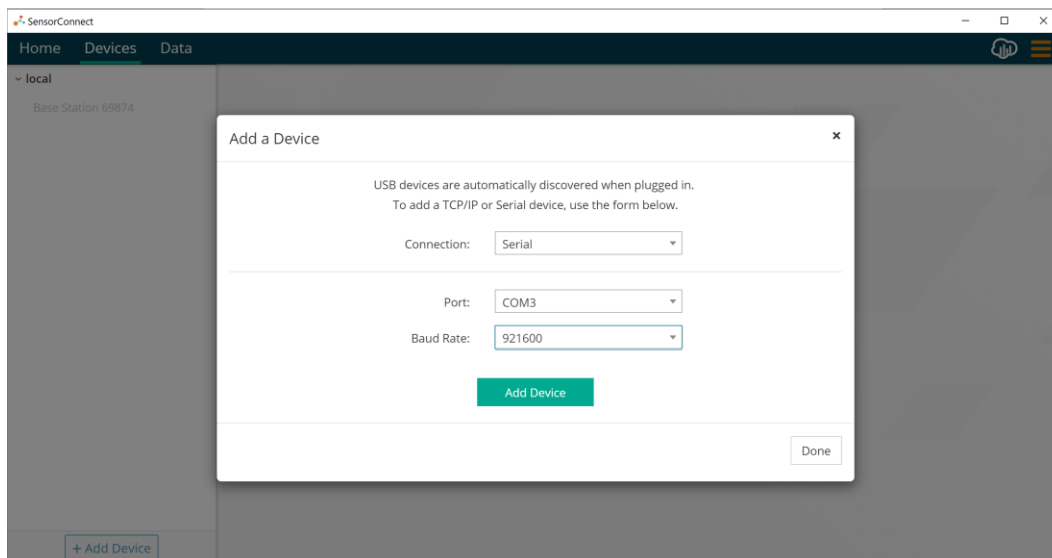 SensorConnect
Home Devices Data
local
Base Station 69874
Add a Device
USB devices are automatically discovered when plugged in.
To add a TCP/IP or Serial device, use the form below.
Connection: Serial
Port: COM3
Baud Rate: 921600
Add Device
Done
+ Add Device